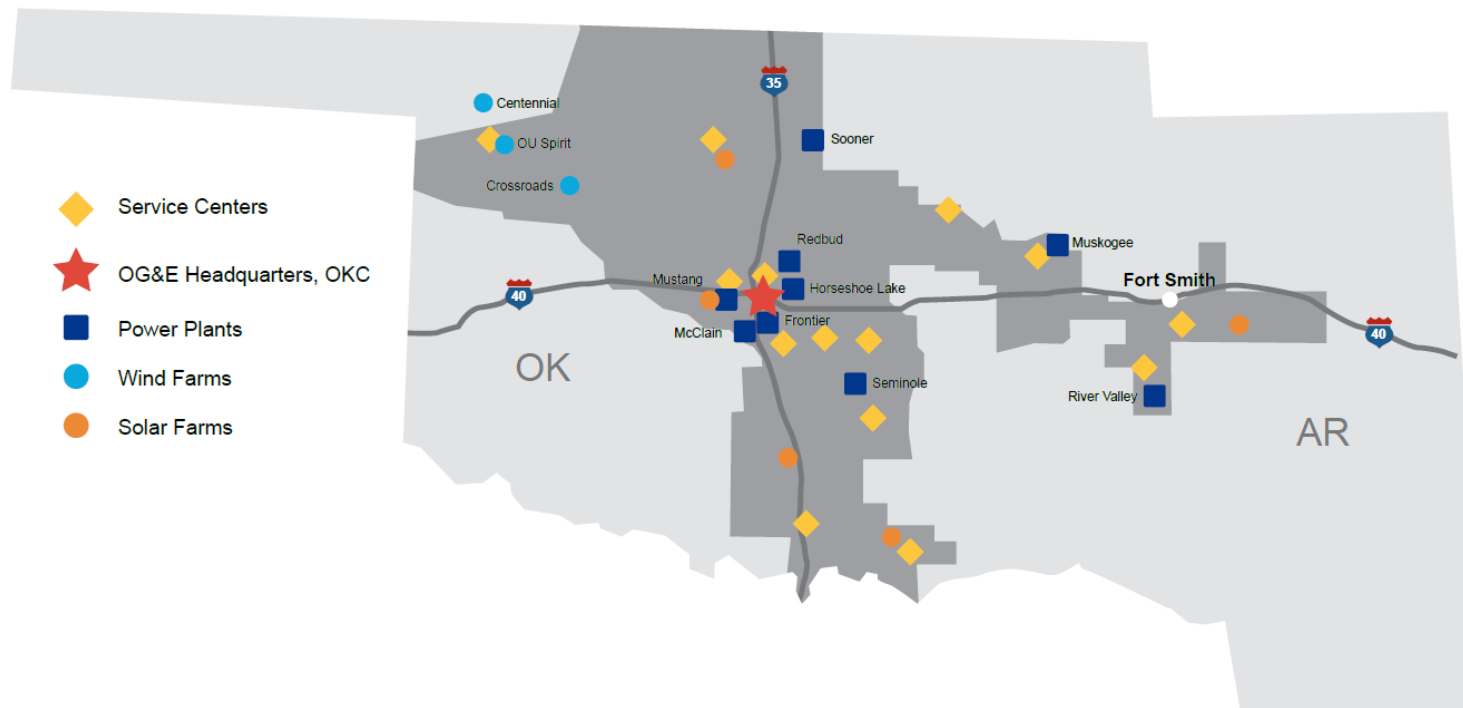 35
Centennial
OU Spirit
Sooner
Crossroads
Service Centers
OG&E Headquarters, OKC
Power Plants
Wind Farms
Solar Farms
Redbud
Muskogee
Mustang
Horseshoe Lake
Fort Smith
40
McClain
Frontier
40
OK
Seminole
River Valley
AR